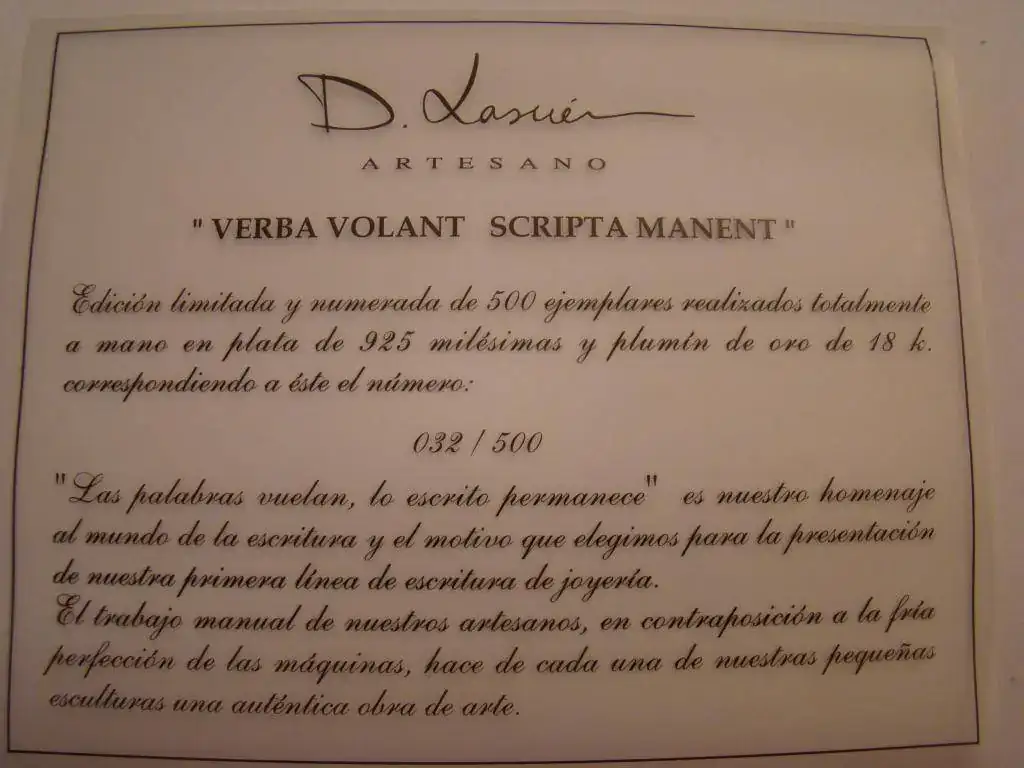 D. Lasuén
ARTESANO
" VERBA VOLANT SCRIPTA MANENT "
Edición limitada y numerada de 500 ejemplares realizados totalmente
a mano en plata de 925 milésimas y plumín de oro de 18 k.
correspondiendo a éste el número:
032 / 500
"Las palabras vuelan, lo escrito permanece" es nuestro homenaje
al mundo de la escritura y el motivo que elegimos para la presentación
de nuestra primera línea de escritura de joyería.
El trabajo manual de nuestros artesanos, en contraposición a la fría
perfección de las máquinas, hace de cada una de nuestras pequeñas
esculturas una auténtica obra de arte.